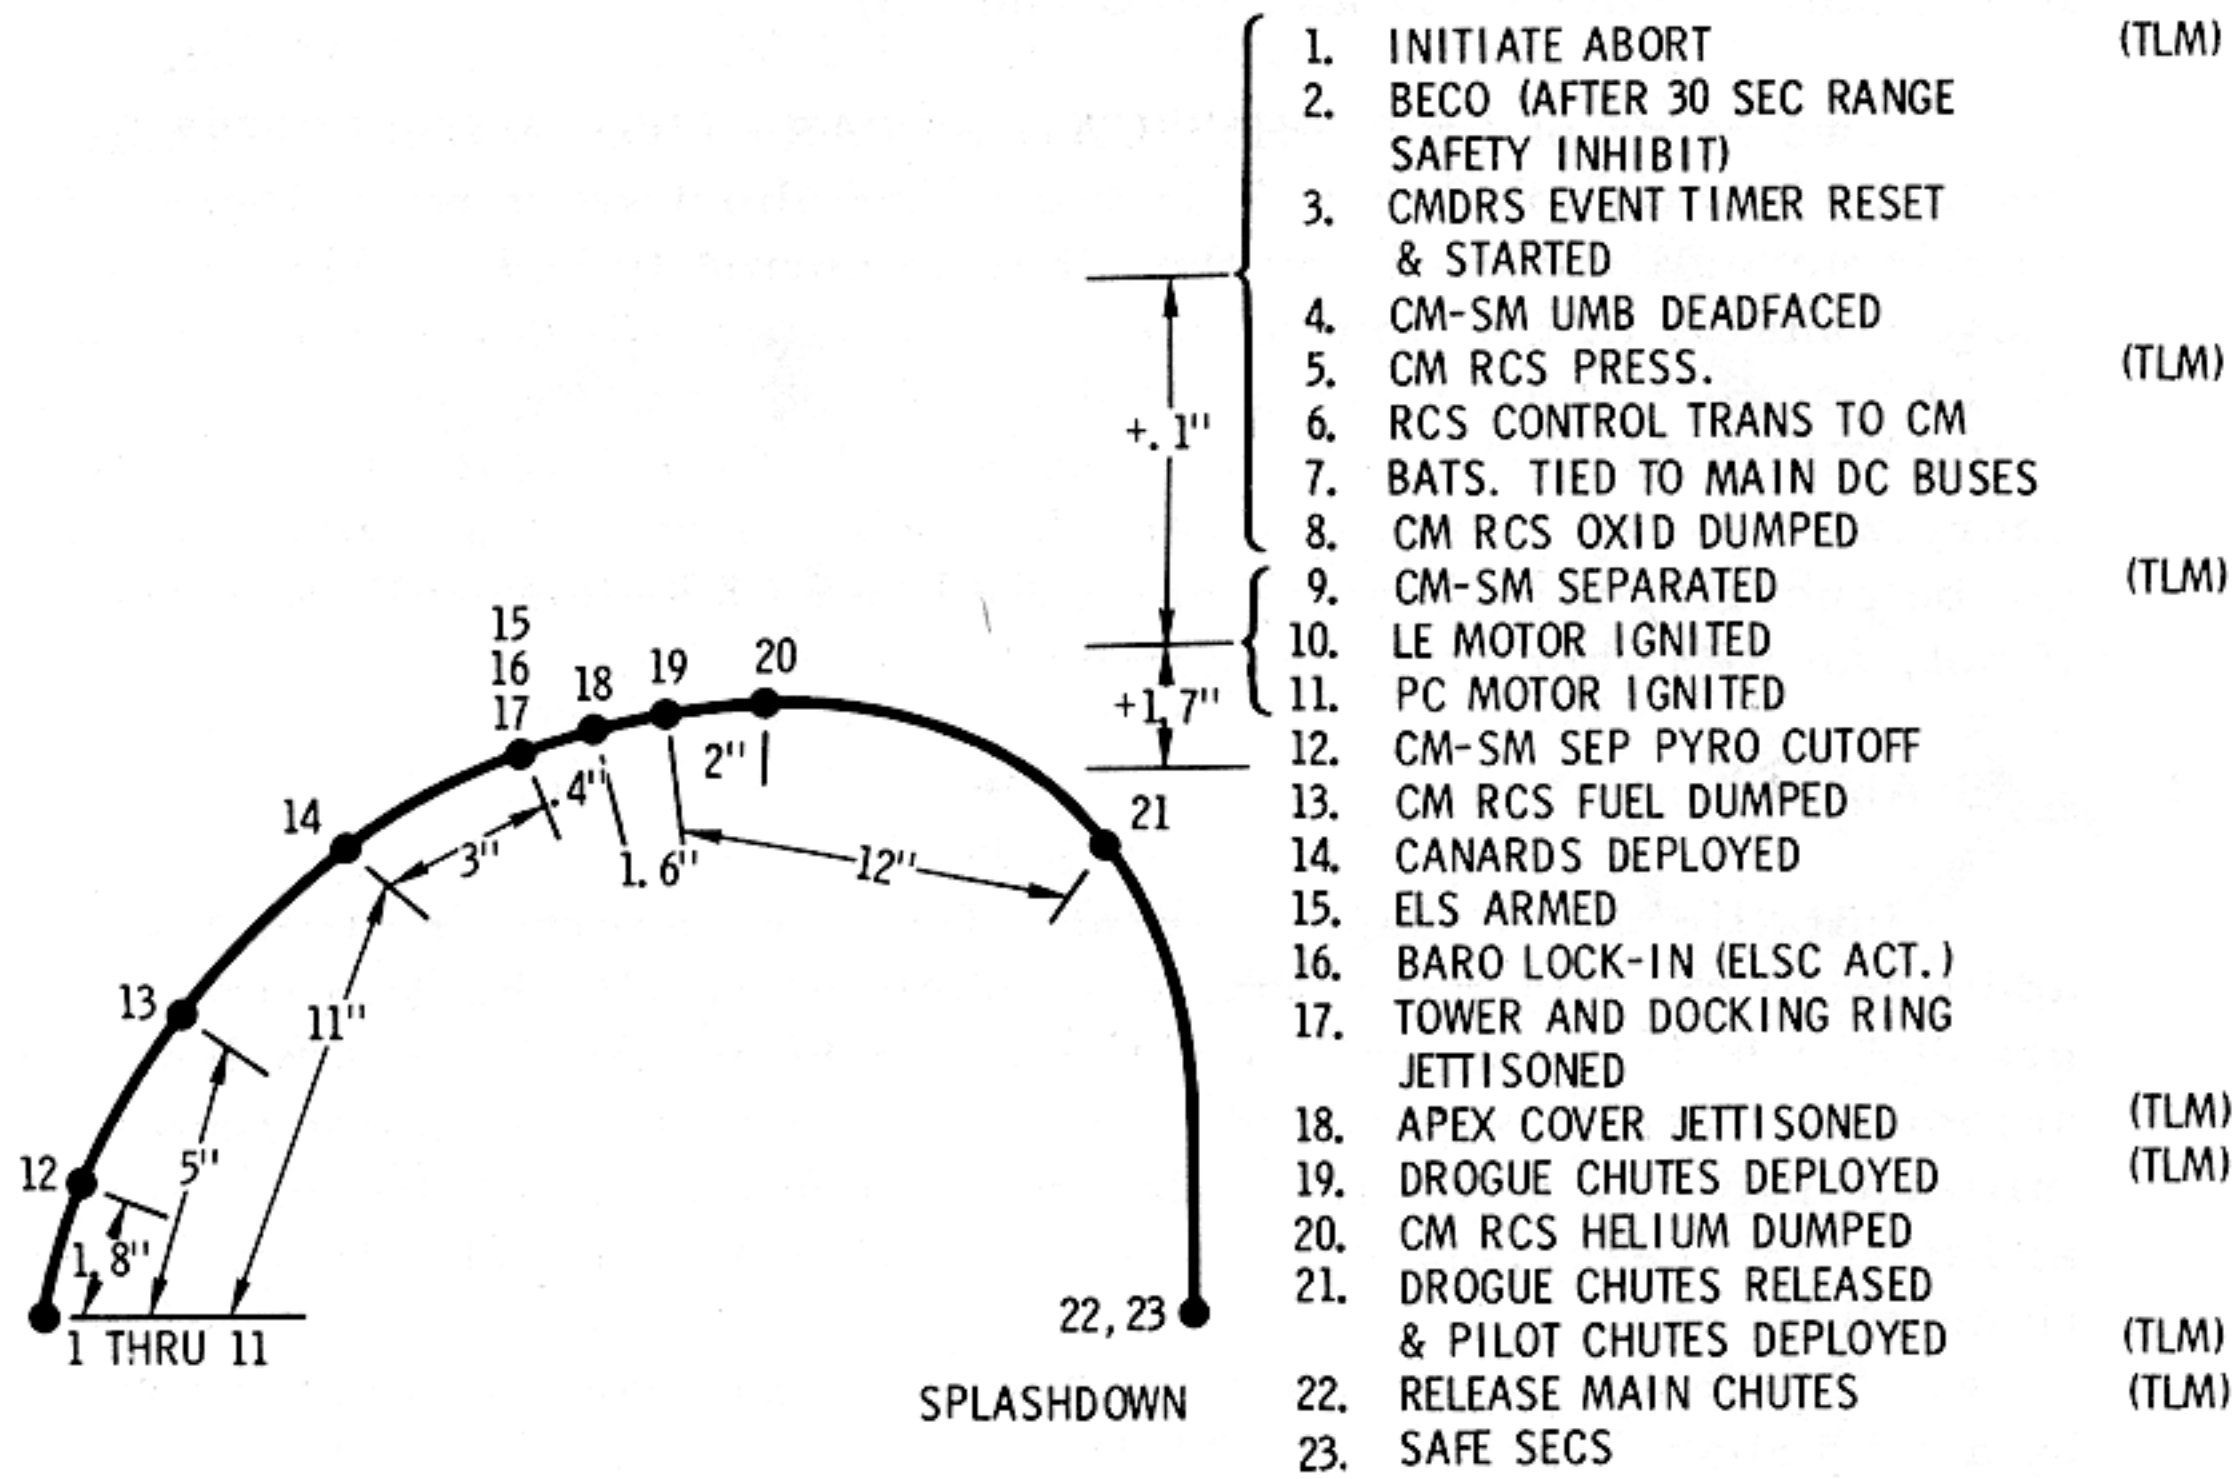 1. INITIATE ABORT (TLM)
2. BECO (AFTER 30 SEC RANGE
SAFETY INHIBIT)
3. CMDRS EVENT TIMER RESET
& STARTED
4. CM-SM UMB DEADFACED
5. CM RCS PRESS. (TLM)
6. RCS CONTROL TRANS TO CM
7. BATS. TIED TO MAIN DC BUSES
8. CM RCS OXID DUMPED
9. CM-SM SEPARATED (TLM)
10. LE MOTOR IGNITED
11. PC MOTOR IGNITED
12. CM-SM SEP PYRO CUTOFF
13. CM RCS FUEL DUMPED
14. CANARDS DEPLOYED
15. ELS ARMED
16. BARO LOCK-IN (ELSC ACT.)
17. TOWER AND DOCKING RING
JETTISONED
18. APEX COVER JETTISONED (TLM)
19. DROGUE CHUTES DEPLOYED (TLM)
20. CM RCS HELIUM DUMPED
21. DROGUE CHUTES RELEASED
& PILOT CHUTES DEPLOYED (TLM)
22. RELEASE MAIN CHUTES (TLM)
23. SAFE SECS
+.1"
+1.7"
15
16
17
18
19
20
14
.4"
2"
21
3"
1.6"
12"
13
11"
12
5"
1.8"
1 THRU 11
22, 23
SPLASHDOWN